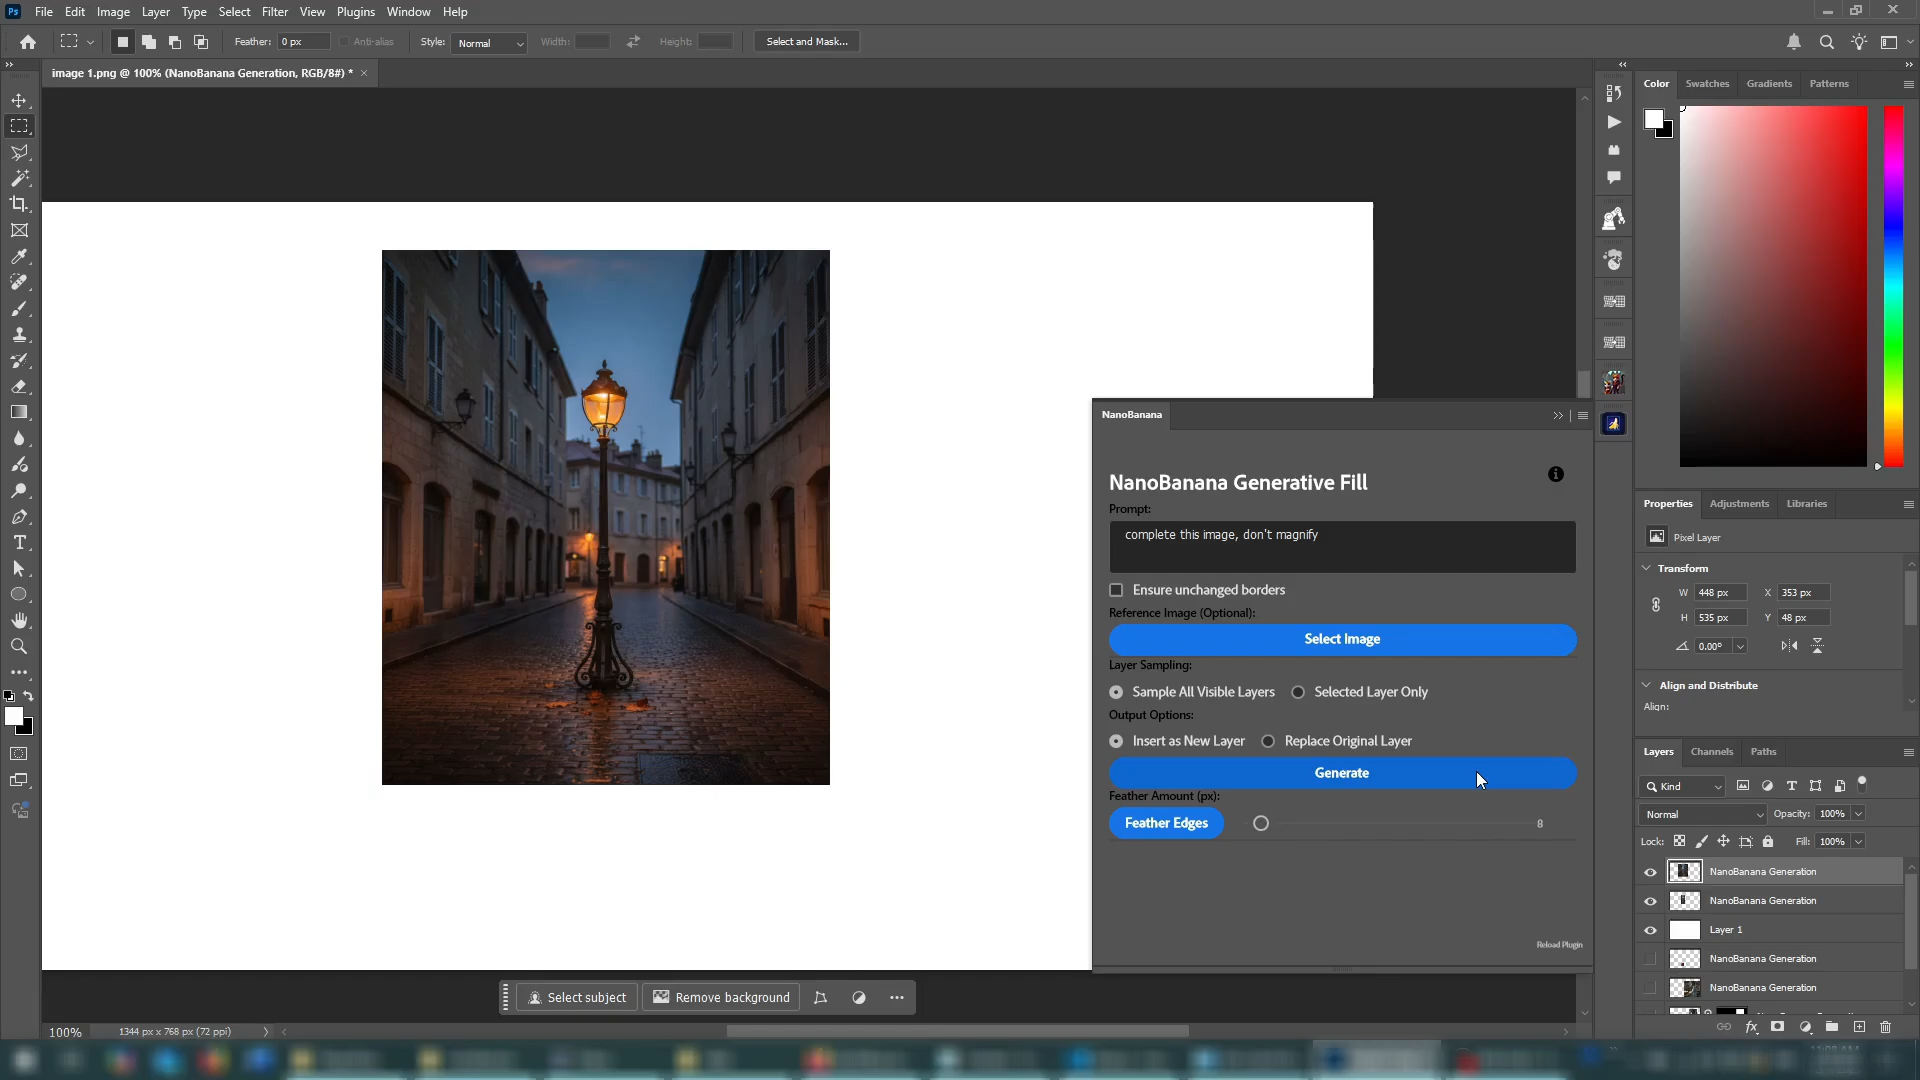 Ps File Edit Image Layer Type Select Filter View Plugins Window Help
Feather: 0 px Anti-alias Style: Normal Width: Height: Select and Mask...
image 1.png @ 100% (NanoBanana Generation, RGB/8#) *
Color Swatches Gradients Patterns
NanoBanana
NanoBanana Generative Fill
Prompt:
complete this image, don't magnify
Ensure unchanged borders
Reference Image (Optional):
Select Image
Layer Sampling:
Sample All Visible Layers Selected Layer Only
Output Options:
Insert as New Layer Replace Original Layer
Generate
Feather Amount (px):
Feather Edges 8
Reload Plugin
Properties Adjustments Libraries
Pixel Layer
Transform
W 448 px X 353 px
H 535 px Y 48 px
0.00°
Align and Distribute
Align:
Layers Channels Paths
Kind
Normal Opacity: 100%
Lock: Fill: 100%
NanoBanana Generation
NanoBanana Generation
Layer 1
NanoBanana Generation
NanoBanana Generation
Select subject Remove background
100% 1344 px x 768 px (72 ppi)